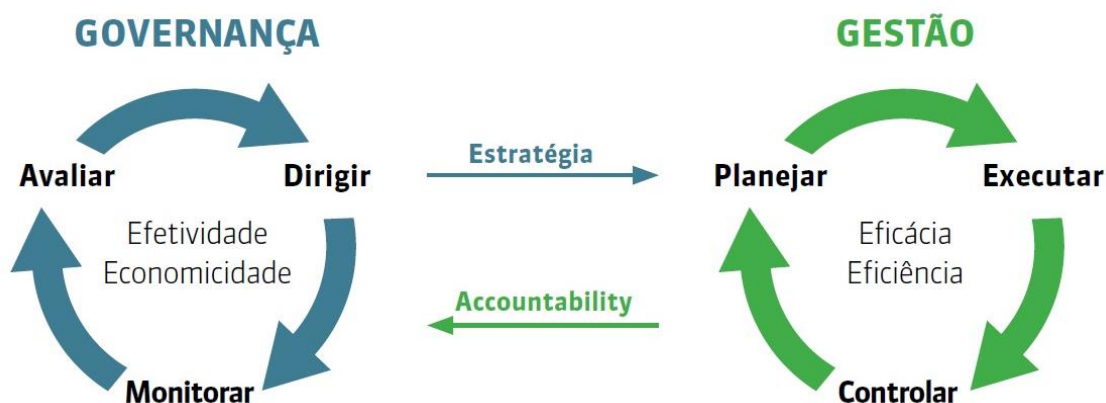 GOVERNANÇA
Avaliar
Dirigir
Efetividade
Economicidade
Monitorar
Estratégia
Accountability
GESTÃO
Planejar
Executar
Eficácia
Eficiência
Controlar